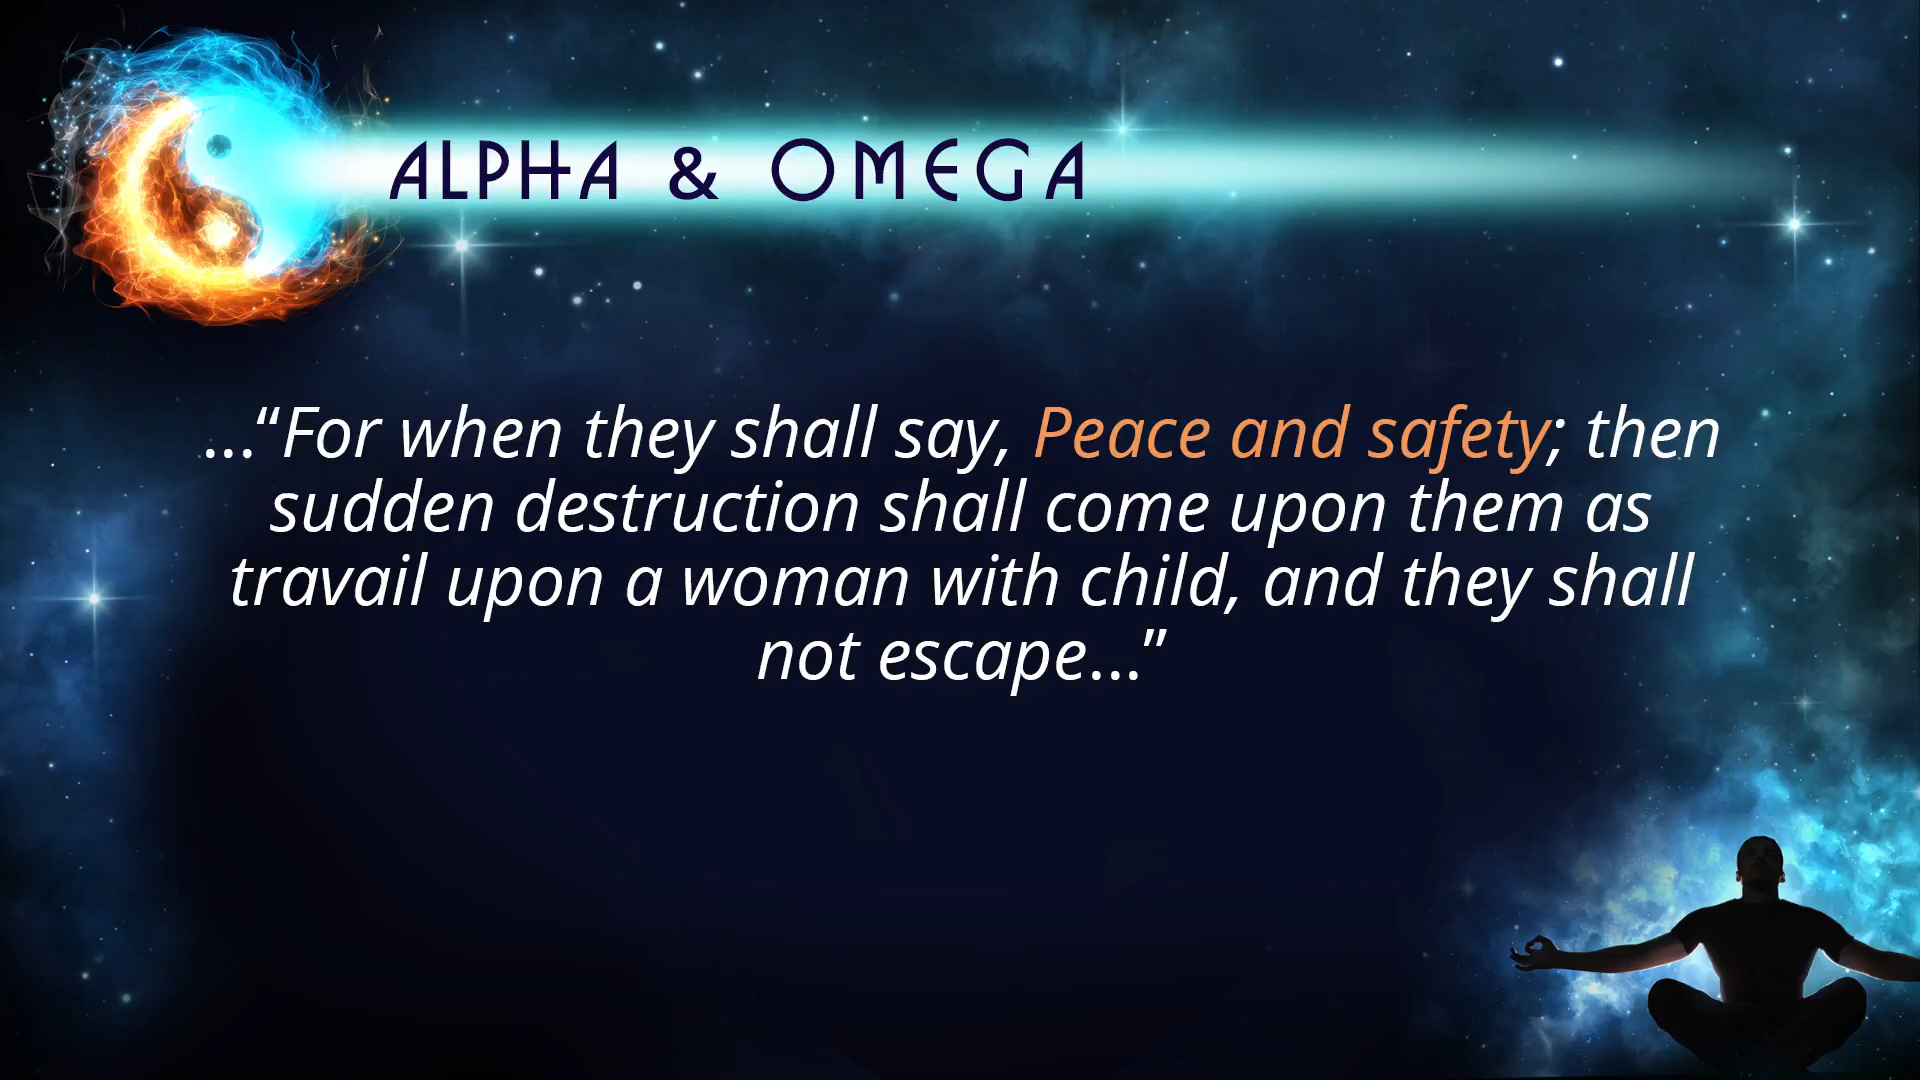 ALPHA & OMEGA
…“For when they shall say, Peace and safety; then
sudden destruction shall come upon them as
travail upon a woman with child, and they shall
not escape…”